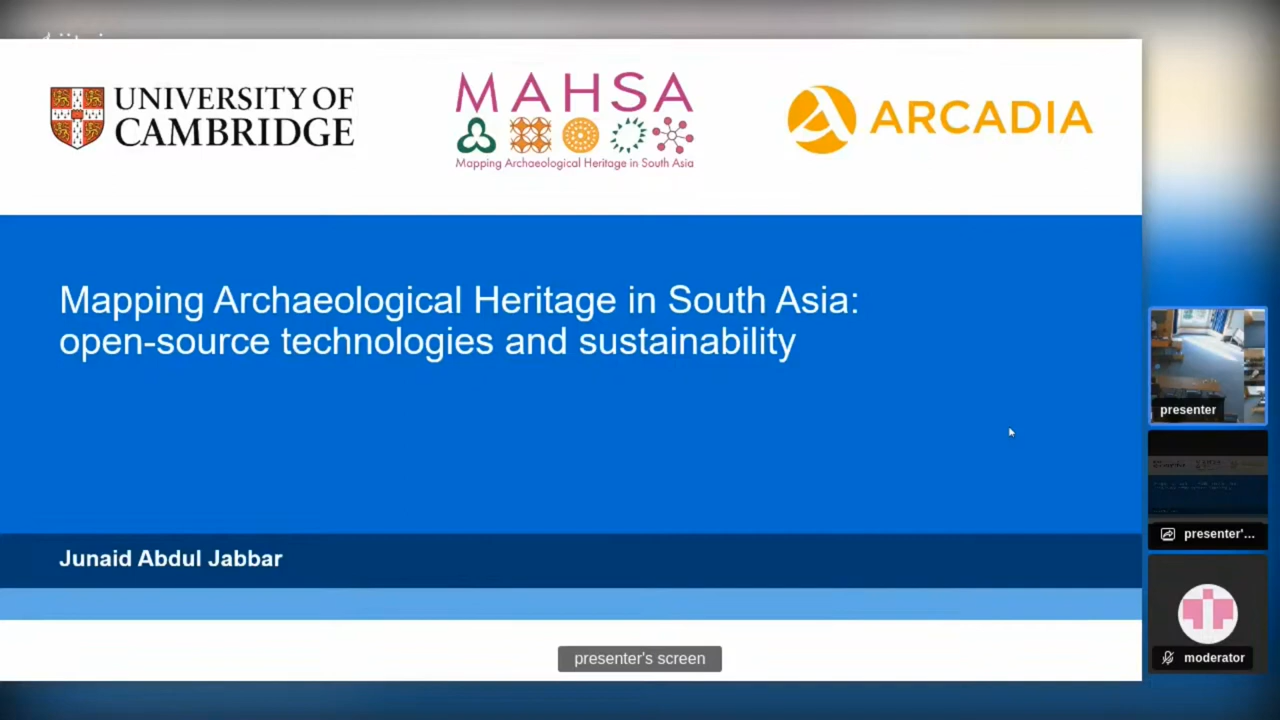 UNIVERSITY OF
CAMBRIDGE
MAHSA
Mapping Archaeological Heritage in South Asia
ARCADIA
Mapping Archaeological Heritage in South Asia:
open-source technologies and sustainability
Junaid Abdul Jabbar
presenter's screen
presenter
presenter'...
moderator